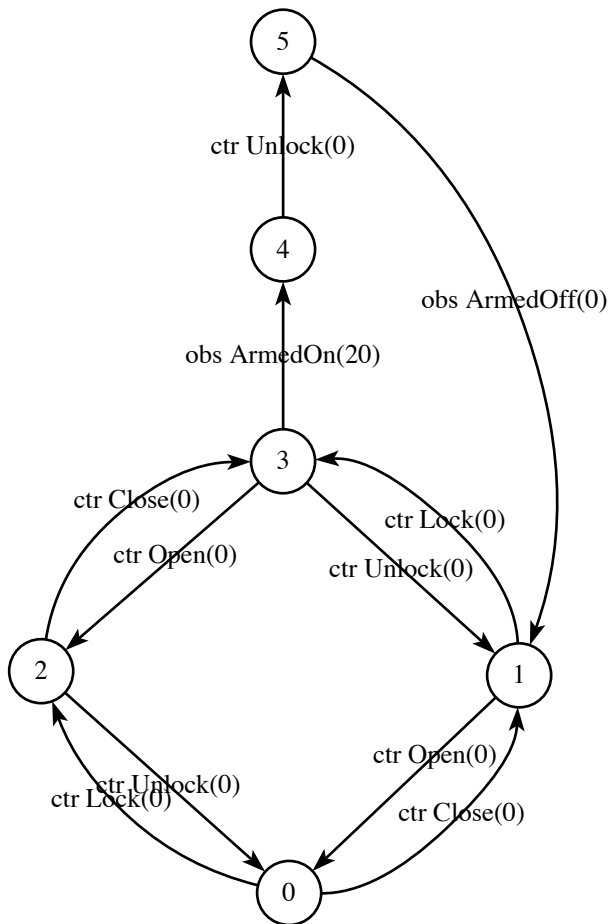 5
ctr Unlock(0)
4
obs ArmedOff(0)
obs ArmedOn(20)
3
ctr Close(0)
ctr Lock(0)
ctr Open(0)
ctr Unlock(0)
2
1
ctr Open(0)
ctr Unlock(0)
ctr Lock(0)
ctr Close(0)
0